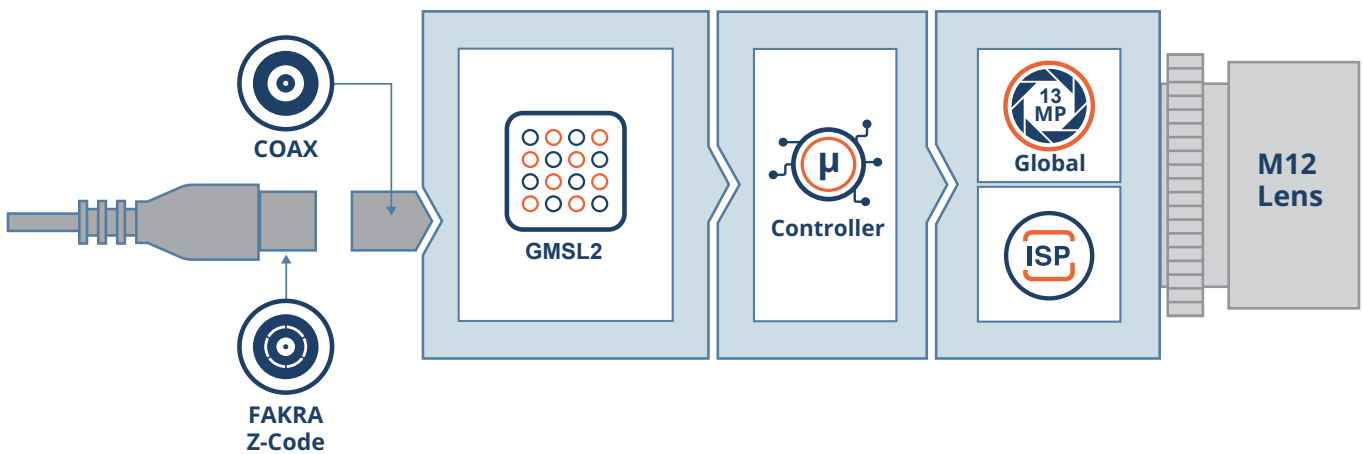 COAX
FAKRA
Z-Code
GMSL2
µ
Controller
13
MP
Global
ISP
M12
Lens